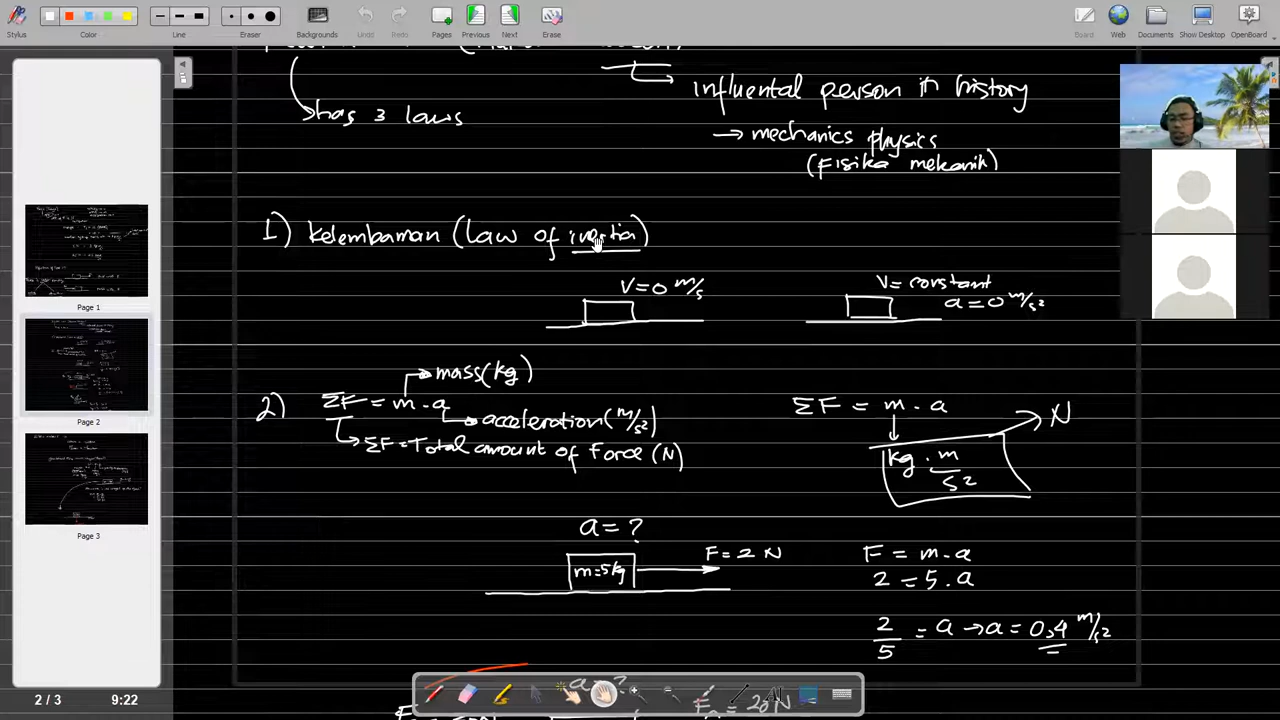 Stylus
Color
Line
Eraser
Backgrounds
Undo
Redo
Pages
Previous
Next
Erase
Board
Web
Documents
Show Desktop
OpenBoard
has 3 laws
influental person in history
→ mechanics physics
(Fisika mekanik)
1) Kelembaman (law of inertia)
V=0 m/s
V= constant
a=0 m/s²
→ mass(kg)
2) ΣF = m.a
→ acceleration(m/s²)
→ ΣF=Total amount of Force (N)
ΣF = m.a
N
kg . m/s²
a=?
m=5kg
F=2 N
F=m.a
2=5.a
2/5 = a → a=0,4 m/s²
a=?
= 20N
Page 1
Page 2
Page 3
2 / 3
9:22